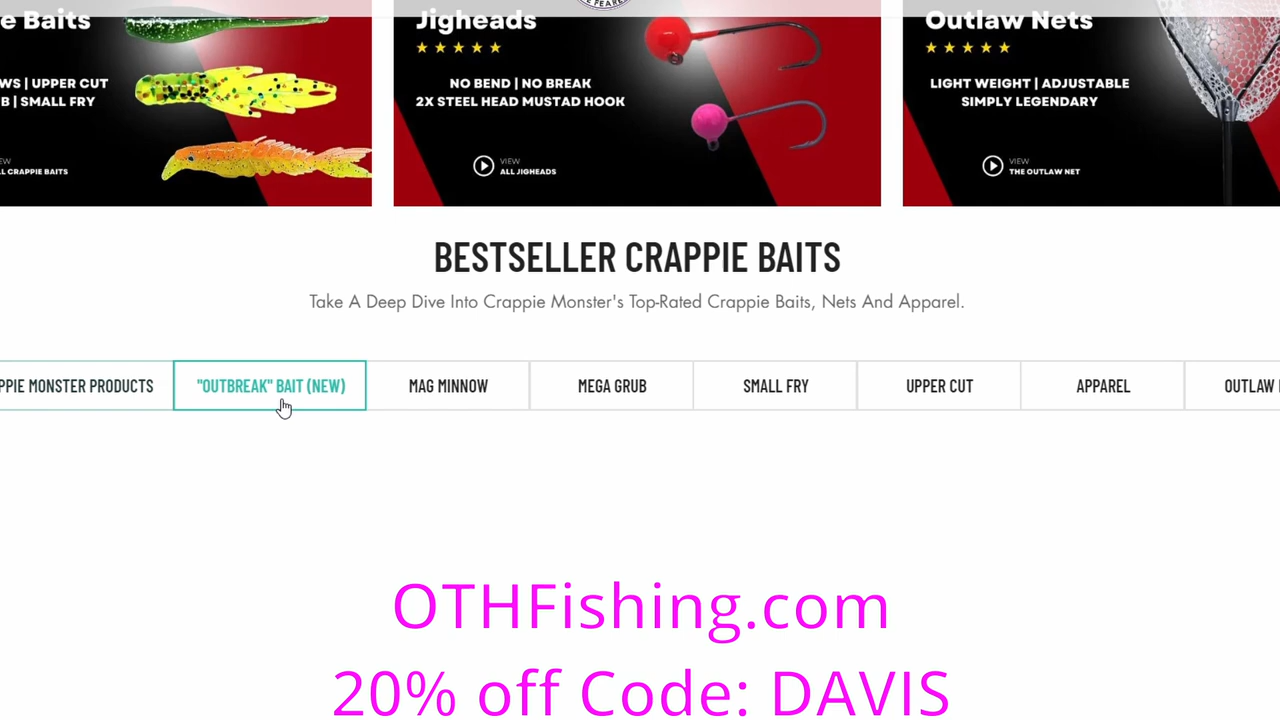 E FEARE
e Baits
WS | UPPER CUT
B | SMALL FRY
VIEW
L CRAPPIE BAITS
Jigheads
NO BEND | NO BREAK
2X STEEL HEAD MUSTAD HOOK
VIEW
ALL JIGHEADS
Outlaw Nets
LIGHT WEIGHT | ADJUSTABLE
SIMPLY LEGENDARY
VIEW
THE OUTLAW NET
BESTSELLER CRAPPIE BAITS
Take A Deep Dive Into Crappie Monster's Top-Rated Crappie Baits, Nets And Apparel.
PPIE MONSTER PRODUCTS
"OUTBREAK" BAIT (NEW)
MAG MINNOW
MEGA GRUB
SMALL FRY
UPPER CUT
APPAREL
OUTLAW
OTHFishing.com
20% off Code: DAVIS